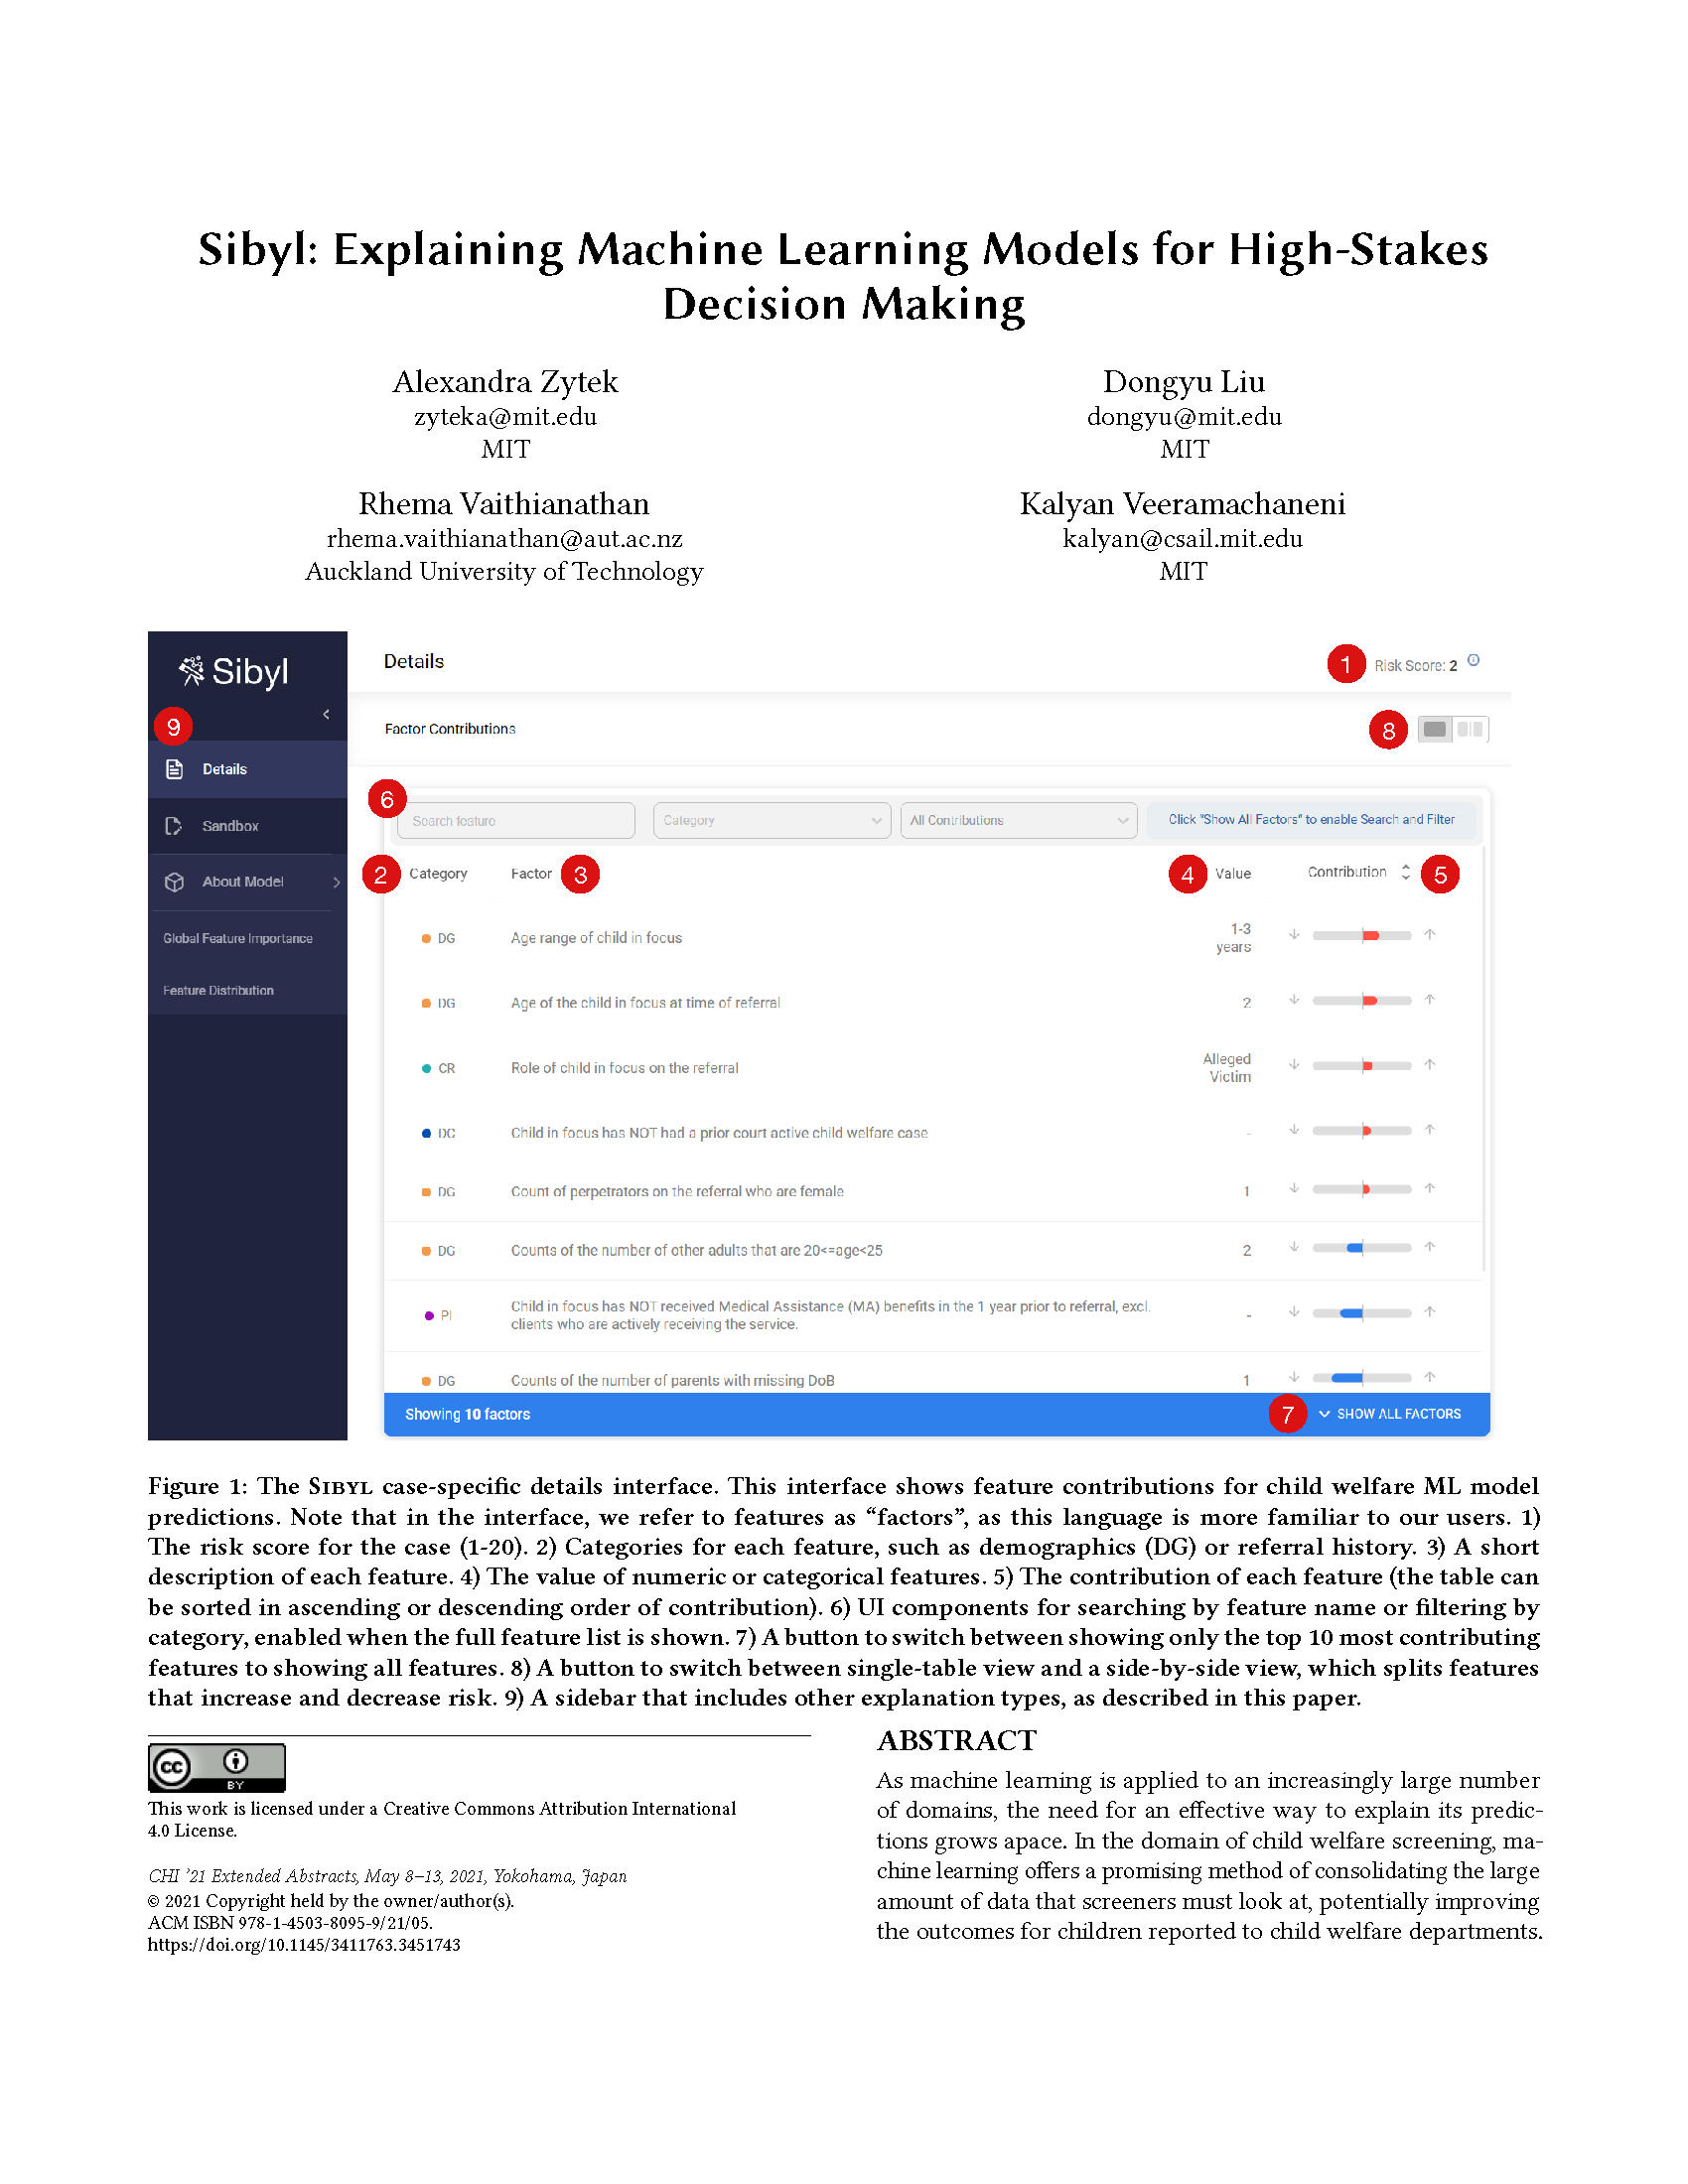 Sibyl: Explaining Machine Learning Models for High-Stakes
Decision Making
Alexandra Zytek
zyteka@mit.edu
MIT
Dongyu Liu
dongyu@mit.edu
MIT
Rhema Vaithianathan
rhema.vaithianathan@aut.ac.nz
Auckland University of Technology
Kalyan Veeramachaneni
kalyan@csail.mit.edu
MIT
Sibyl
9
Details
Sandbox
About Model
Global Feature Importance
Feature Distribution
Details
1 Risk Score: 2
Factor Contributions
8
6
Search feature
Category
All Contributions
Click "Show All Factors" to enable Search and Filter
2 Category Factor 3 4 Value Contribution 5
DG Age range of child in focus 1-3 years
DG Age of the child in focus at time of referral 2
CR Role of child in focus on the referral Alleged Victim
DC Child in focus has NOT had a prior court active child welfare case -
DG Count of perpetrators on the referral who are female 1
DG Counts of the number of other adults that are 20<=age<25 2
PI Child in focus has NOT received Medical Assistance (MA) benefits in the 1 year prior to referral, excl.
clients who are actively receiving the service. -
DG Counts of the number of parents with missing DoB 1
Showing 10 factors
7 SHOW ALL FACTORS
Figure 1: The Sibyl case-specific details interface. This interface shows feature contributions for child welfare ML model
predictions. Note that in the interface, we refer to features as “factors”, as this language is more familiar to our users. 1)
The risk score for the case (1-20). 2) Categories for each feature, such as demographics (DG) or referral history. 3) A short
description of each feature. 4) The value of numeric or categorical features. 5) The contribution of each feature (the table can
be sorted in ascending or descending order of contribution). 6) UI components for searching by feature name or filtering by
category, enabled when the full feature list is shown. 7) A button to switch between showing only the top 10 most contributing
features to showing all features. 8) A button to switch between single-table view and a side-by-side view, which splits features
that increase and decrease risk. 9) A sidebar that includes other explanation types, as described in this paper.
cc
BY
This work is licensed under a Creative Commons Attribution International
4.0 License.
CHI ’21 Extended Abstracts, May 8–13, 2021, Yokohama, Japan
© 2021 Copyright held by the owner/author(s).
ACM ISBN 978-1-4503-8095-9/21/05.
https://doi.org/10.1145/3411763.3451743
ABSTRACT
As machine learning is applied to an increasingly large number
of domains, the need for an effective way to explain its predic-
tions grows apace. In the domain of child welfare screening, ma-
chine learning offers a promising method of consolidating the large
amount of data that screeners must look at, potentially improving
the outcomes for children reported to child welfare departments.